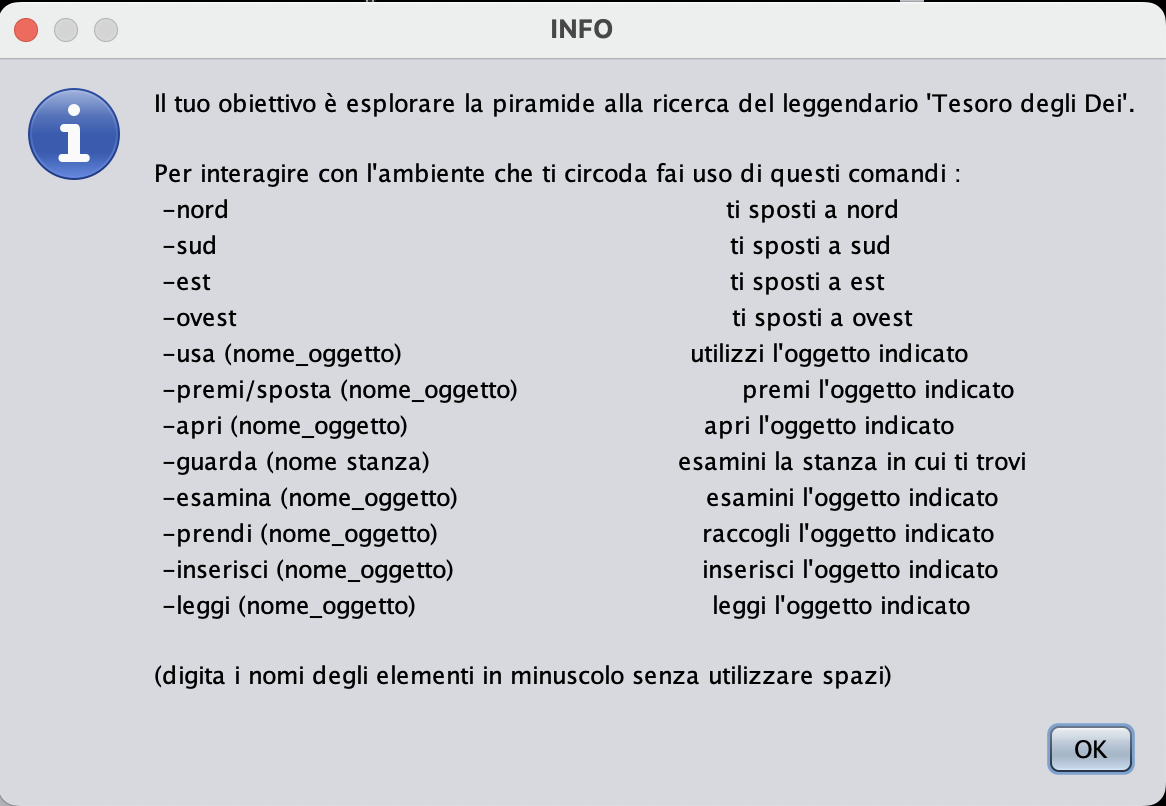 INFO
Il tuo obiettivo è esplorare la piramide alla ricerca del leggendario 'Tesoro degli Dei'.
Per interagire con l'ambiente che ti circoda fai uso di questi comandi :
-nord ti sposti a nord
-sud ti sposti a sud
-est ti sposti a est
-ovest ti sposti a ovest
-usa (nome_oggetto) utilizzi l'oggetto indicato
-premi/sposta (nome_oggetto) premi l'oggetto indicato
-apri (nome_oggetto) apri l'oggetto indicato
-guarda (nome stanza) esamini la stanza in cui ti trovi
-esamina (nome_oggetto) esamini l'oggetto indicato
-prendi (nome_oggetto) raccogli l'oggetto indicato
-inserisci (nome_oggetto) inserisci l'oggetto indicato
-leggi (nome_oggetto) leggi l'oggetto indicato
(digita i nomi degli elementi in minuscolo senza utilizzare spazi)
OK